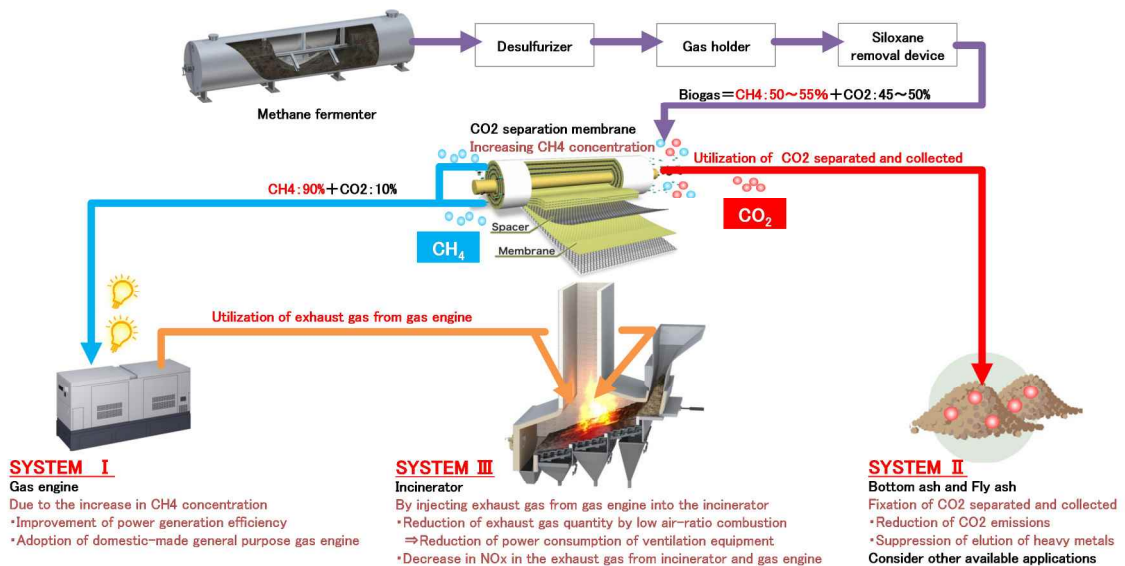 Desulfurizer
Gas holder
Siloxane
removal device
Methane fermenter
Biogas=CH4:50~55%+CO2:45~50%
CO2 separation membrane
Increasing CH4 concentration
Utilization of CO2 separated and collected
CH4:90%+CO2:10%
CO2
Spacer
CH4
Membrane
Utilization of exhaust gas from gas engine
SYSTEM Ⅰ
Gas engine
Due to the increase in CH4 concentration
・Improvement of power generation efficiency
・Adoption of domestic-made general purpose gas engine
SYSTEM Ⅲ
Incinerator
By injecting exhaust gas from gas engine into the incinerator
・Reduction of exhaust gas quantity by low air-ratio combustion
⇒Reduction of power consumption of ventilation equipment
・Decrease in NOx in the exhaust gas from incinerator and gas engine
SYSTEM Ⅱ
Bottom ash and Fly ash
Fixation of CO2 separated and collected
・Reduction of CO2 emissions
・Suppression of elution of heavy metals
Consider other available applications